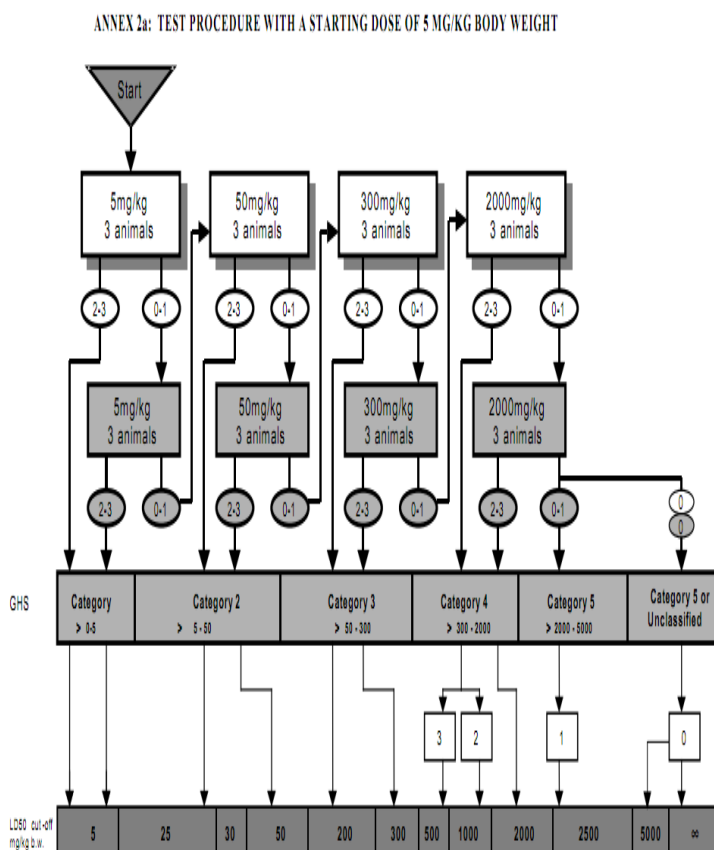 ANNEX 2a: TEST PROCEDURE WITH A STARTING DOSE OF 5 MG/KG BODY WEIGHT
Start
5mg/kg 50mg/kg 300mg/kg 2000mg/kg
3 animals 3 animals 3 animals 3 animals
2-3 0-1 2-3 0-1 2-3 0-1 2-3 0-1
5mg/kg 50mg/kg 300mg/kg 2000mg/kg
3 animals 3 animals 3 animals 3 animals
2-3 0-1 2-3 0-1 2-3 0-1 2-3 0-1 0
0
GHS Category Category 2 Category 3 Category 4 Category 5 Category 5 or
> 0-5 > 5-50 > 50-300 > 300-2000 > 2000-5000 Unclassified
3 2 1 0
LD50 cut-off 5 25 30 50 200 300 500 1000 2000 2500 5000 ∞
mg/kg b.w.